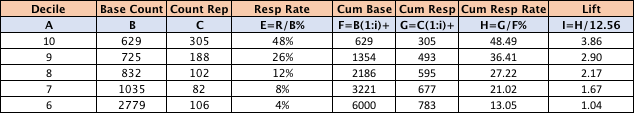 Decile Base Count Count Rep Resp Rate Cum Base Cum Resp Cum Resp Rate Lift
A B C E=R/B% F=B(1:i)+ G=C(1:i)+ H=G/F% I=H/12.56
10 629 305 48% 629 305 48.49 3.86
9 725 188 26% 1354 493 36.41 2.90
8 832 102 12% 2186 595 27.22 2.17
7 1035 82 8% 3221 677 21.02 1.67
6 2779 106 4% 6000 783 13.05 1.04